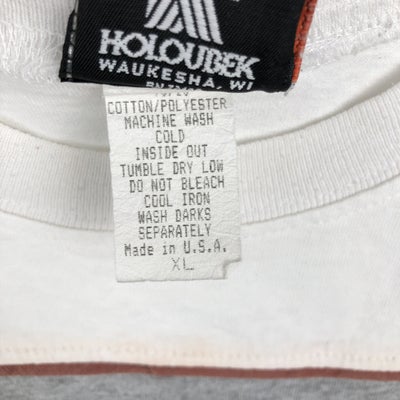 HOLOUBEK
WAUKESHA, WI
COTTON/POLYESTER
MACHINE WASH
COLD
INSIDE OUT
TUMBLE DRY LOW
DO NOT BLEACH
COOL IRON
WASH DARKS
SEPARATELY
Made in U.S.A.
XL